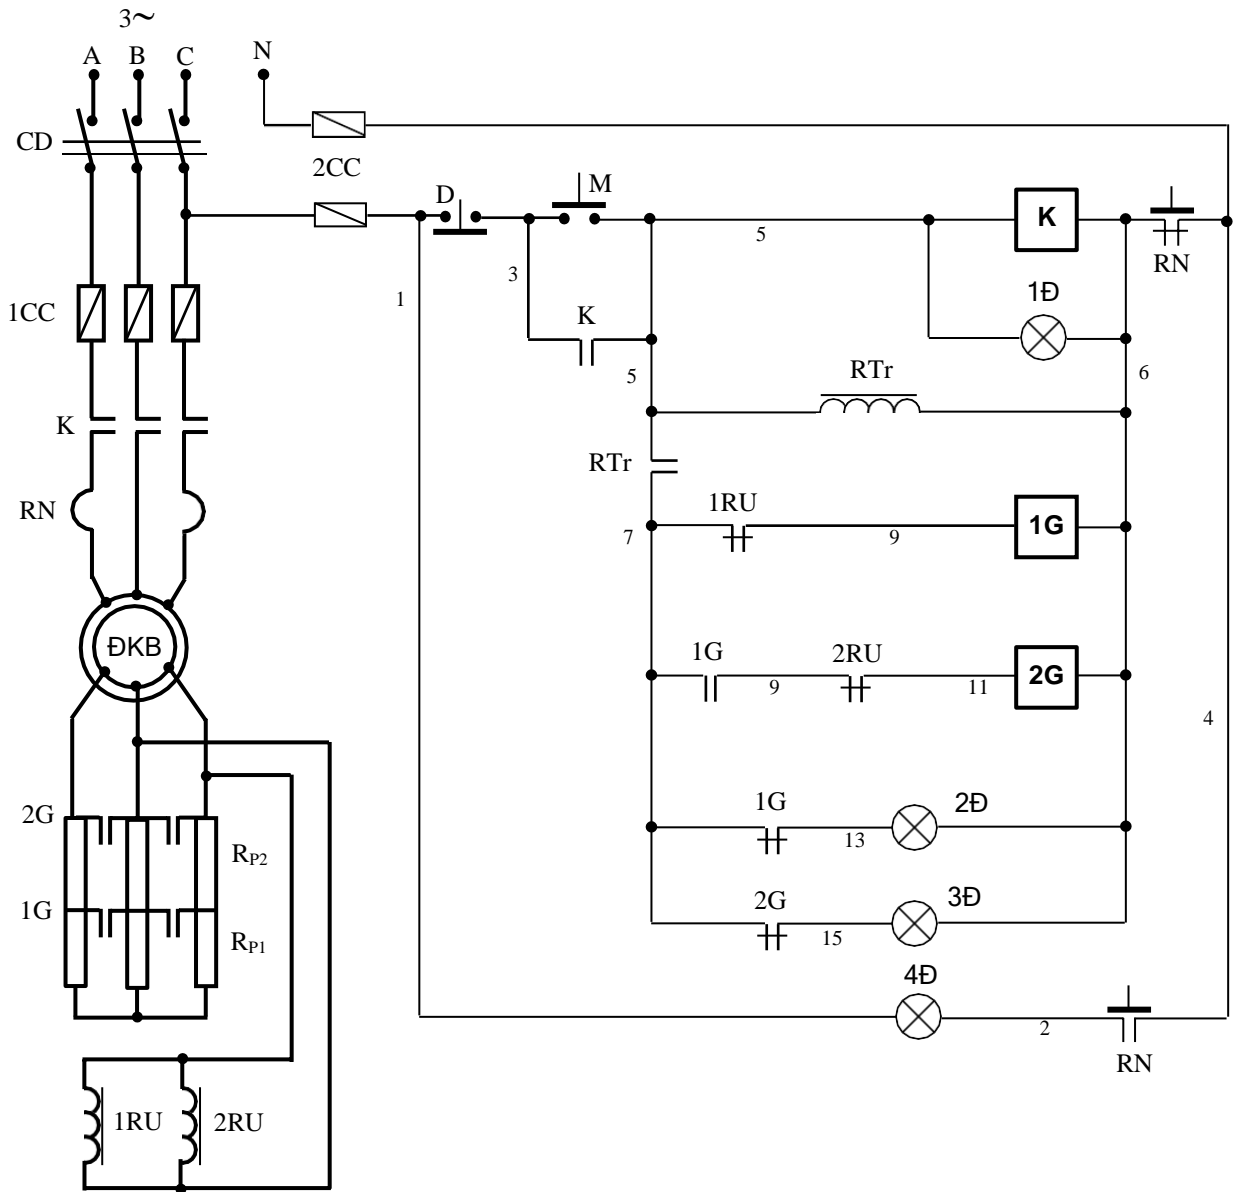 3~
A B C N
CD
2CC
D M
5 K
RN
3
1
1CC
K
1Đ
5
RTr
6
K
RTr
RN
1RU
7 9 1G
ĐKB
1G 2RU
9 11 2G
4
2G
1G 2Đ
13
RP2
1G
2G 3Đ
15
RP1
4Đ
2
RN
1RU 2RU